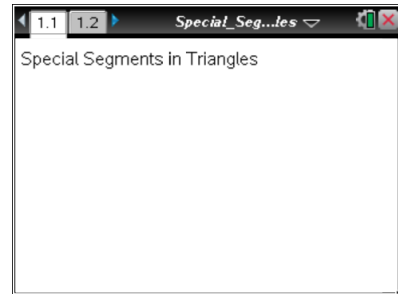 1.1 1.2 Special_Seg...les
Special Segments in Triangles